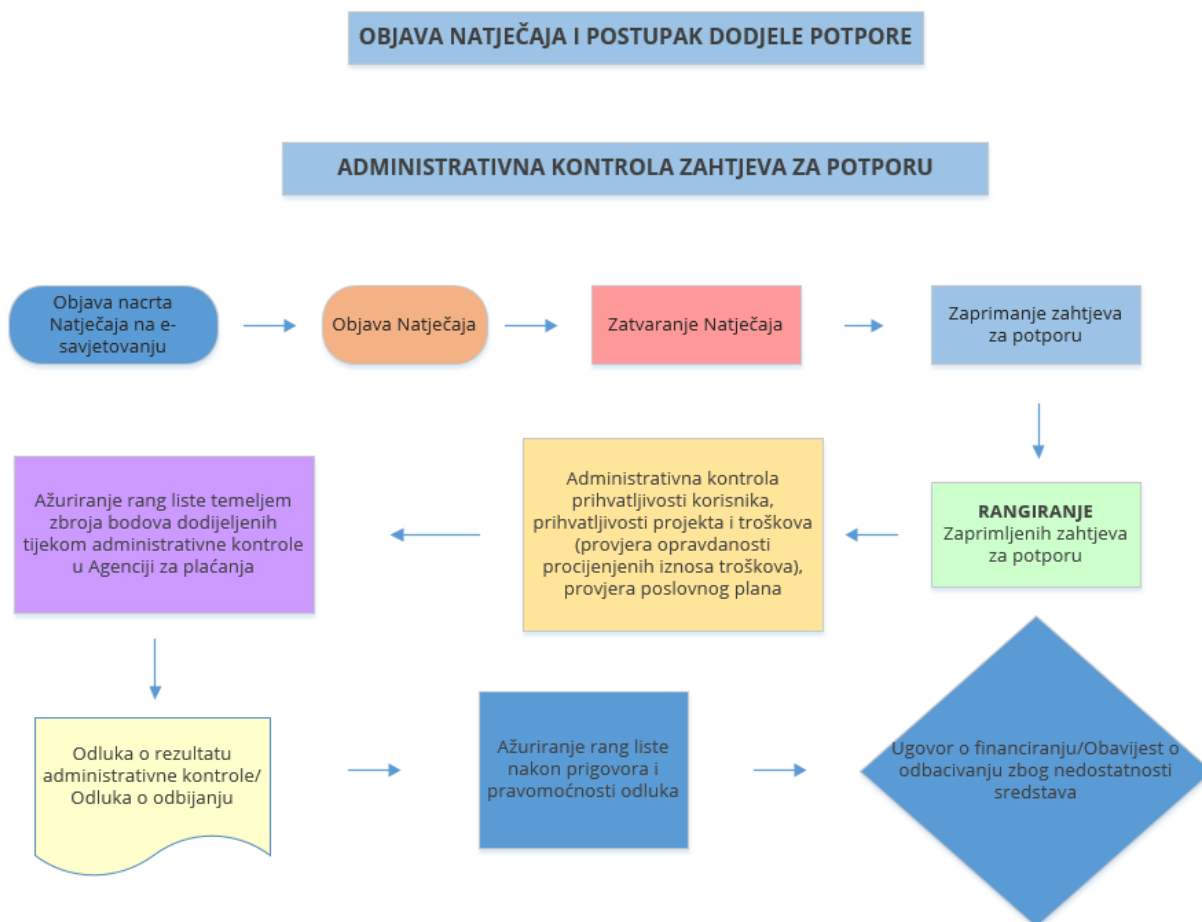 OBJAVA NATJEČAJA I POSTUPAK DODJELE POTPORE
ADMINISTRATIVNA KONTROLA ZAHTJEVA ZA POTPORU
Objava nacrta
Natječaja na e-
savjetovanju
Objava Natječaja
Zatvaranje Natječaja
Zaprimanje zahtjeva
za potporu
RANGIRANJE
Zaprimljenih zahtjeva
za potporu
Administrativna kontrola
prihvatljivosti korisnika,
prihvatljivosti projekta i troškova
(provjera opravdanosti
procijenjenih iznosa troškova),
provjera poslovnog plana
Ažuriranje rang liste temeljem
zbroja bodova dodijeljenih
tijekom administrativne kontrole
u Agenciji za plaćanja
Odluka o rezultatu
administrativne kontrole/
Odluka o odbijanju
Ažuriranje rang liste
nakon prigovora i
pravomoćnosti odluka
Ugovor o financiranju/Obavijest o
odbacivanju zbog nedostatnosti
sredstava